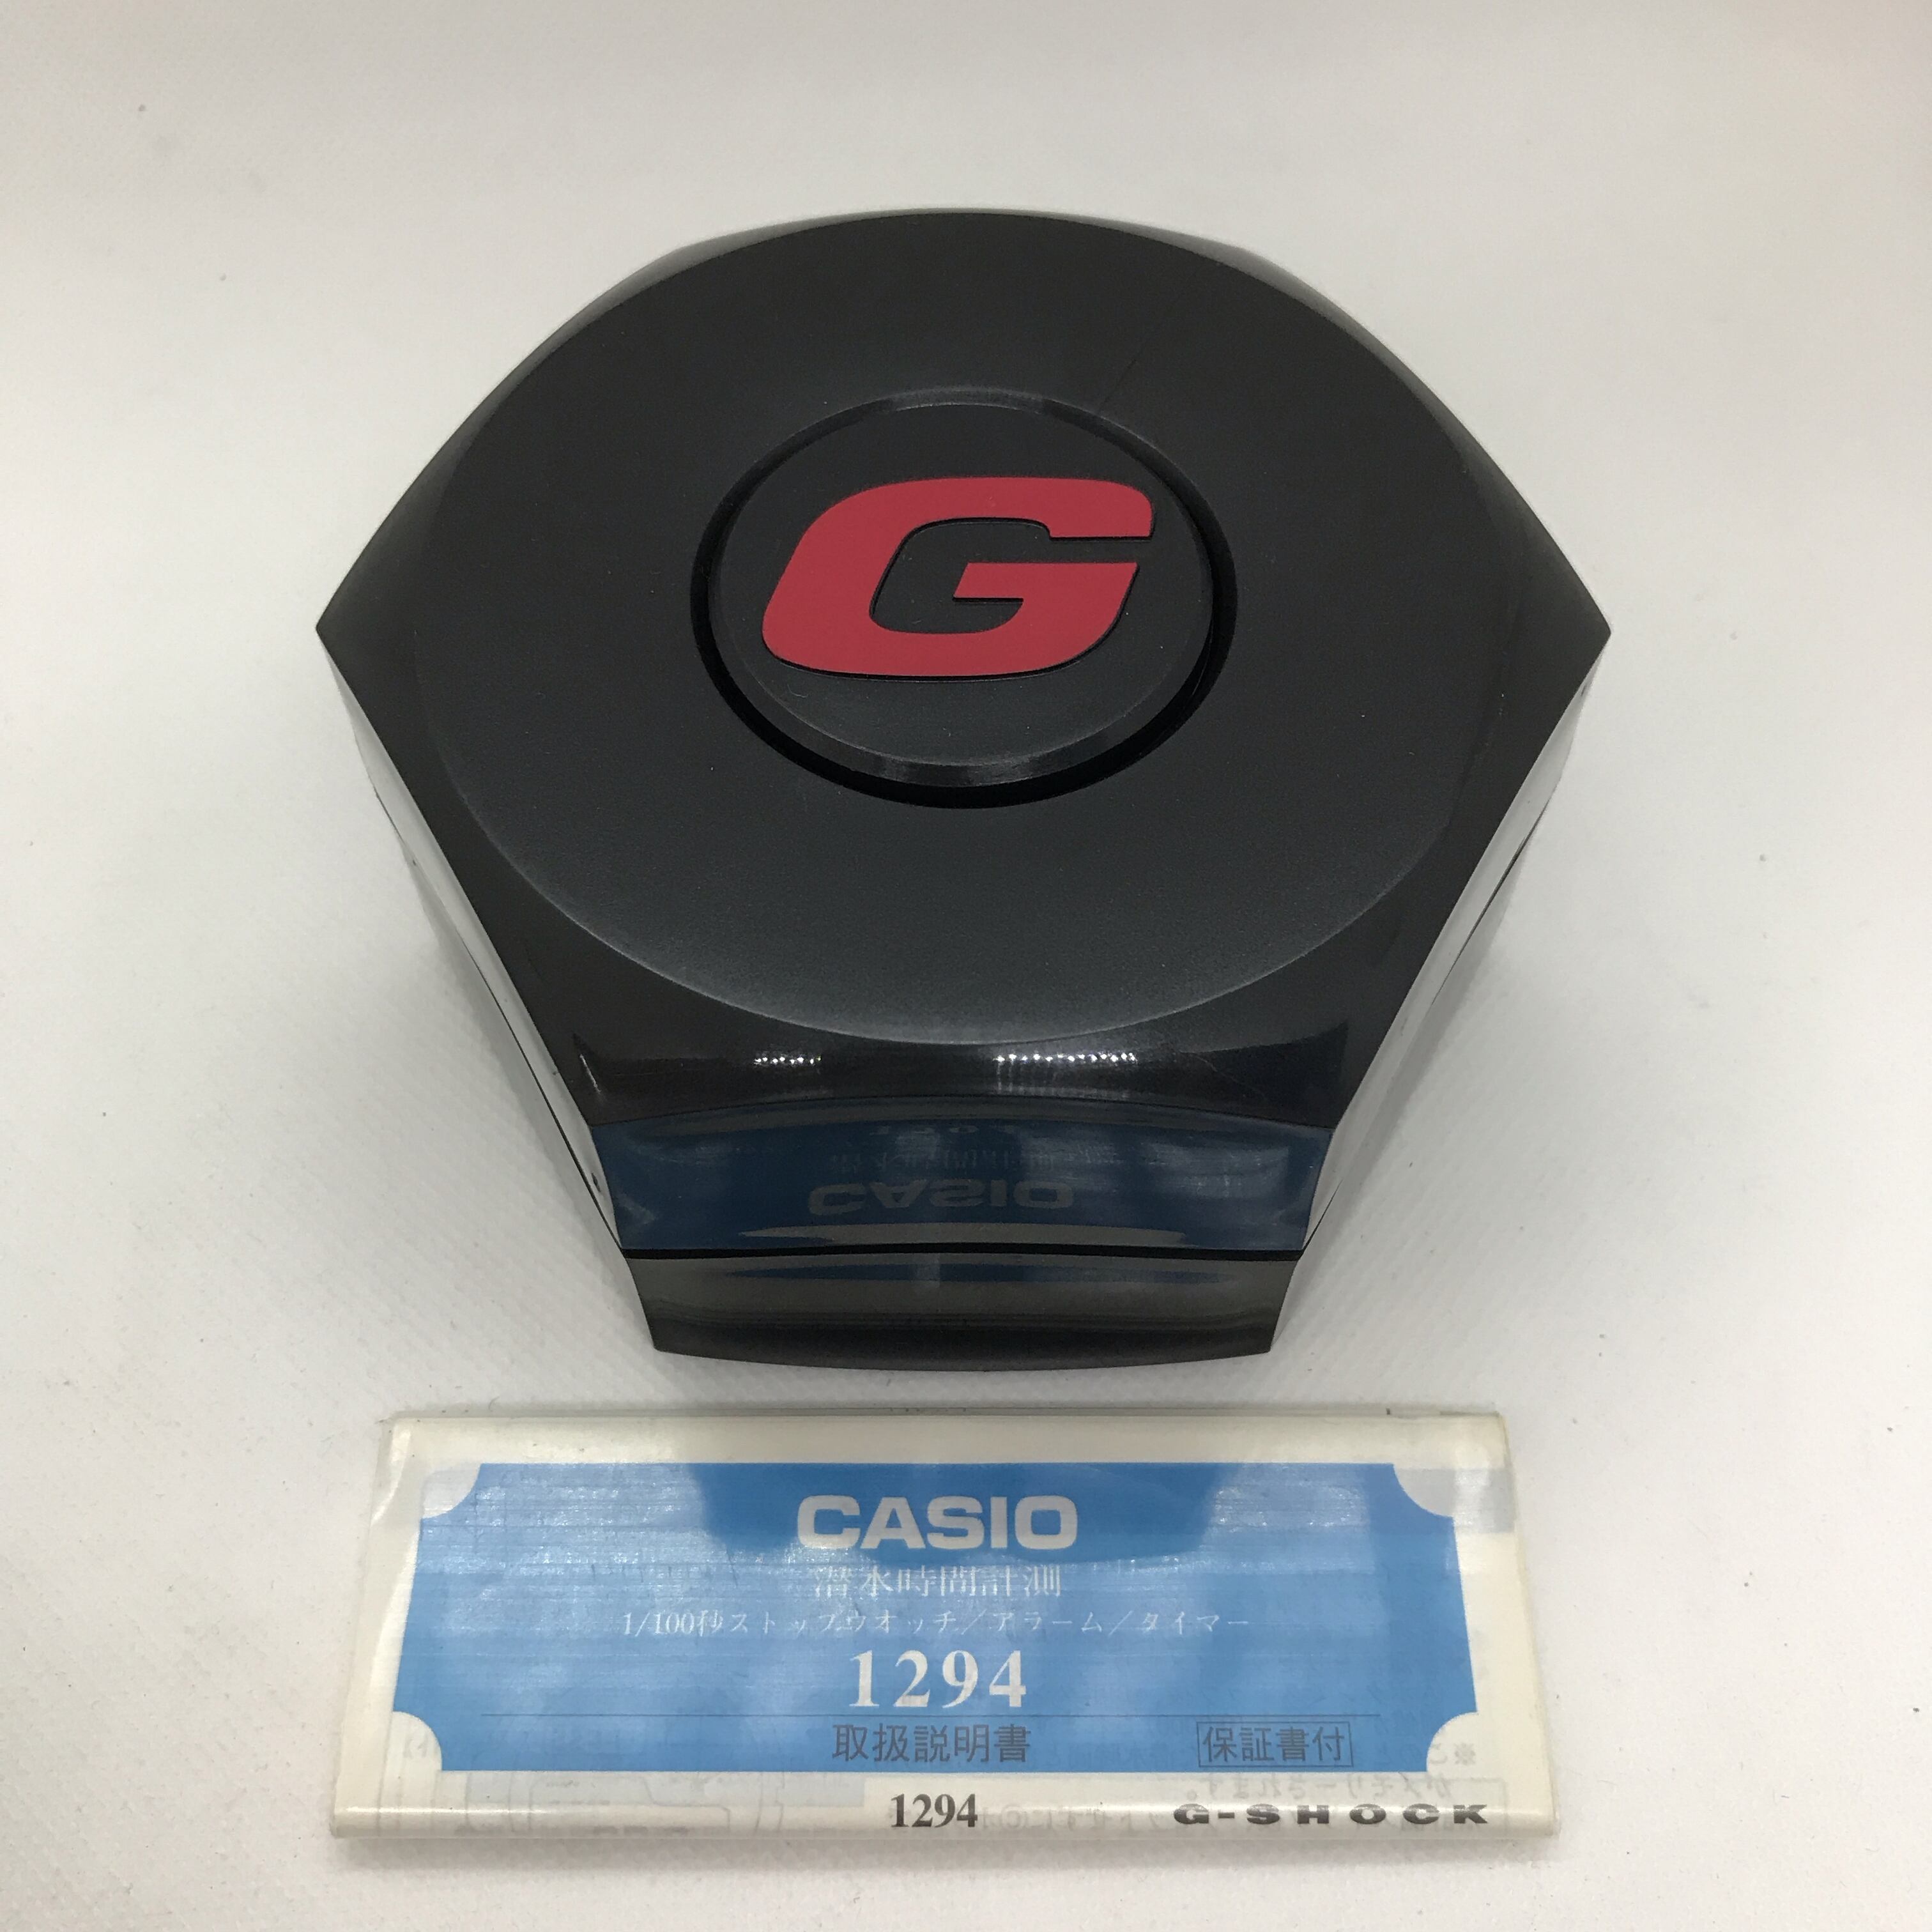 G
CASIO
CASIO
潜水時間計測
1/100秒ストップウオッチ/アラーム/タイマー
1294
取扱説明書 保証書付
1294 G-SHOCK